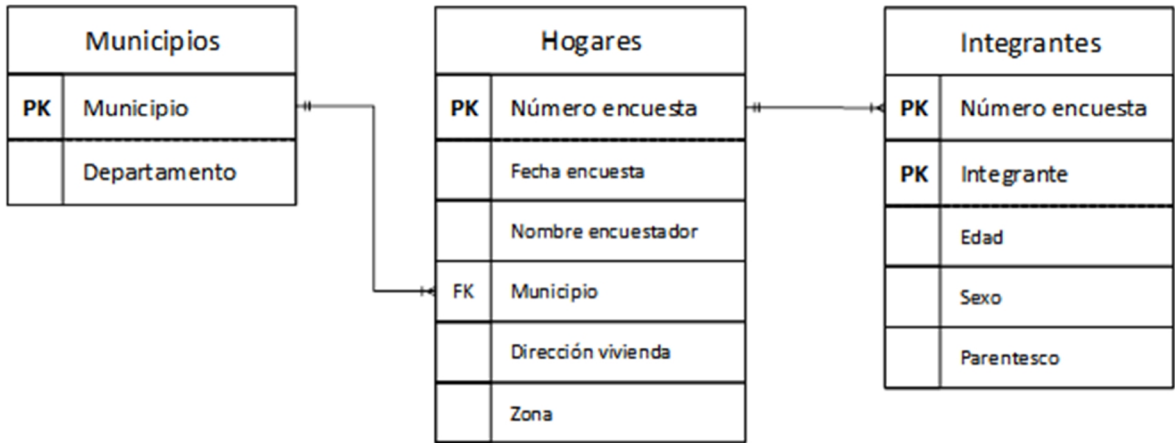 Municipios
PK Municipio
Departamento
Hogares
PK Número encuesta
Fecha encuesta
Nombre encuestador
FK Municipio
Dirección vivienda
Zona
Integrantes
PK Número encuesta
PK Integrante
Edad
Sexo
Parentesco